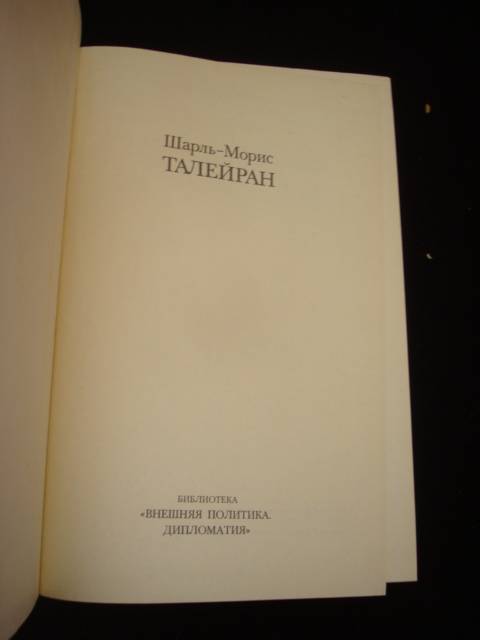 Шарль-Морис
ТАЛЕЙРАН
БИБЛИОТЕКА
«ВНЕШНЯЯ ПОЛИТИКА.
ДИПЛОМАТИЯ»